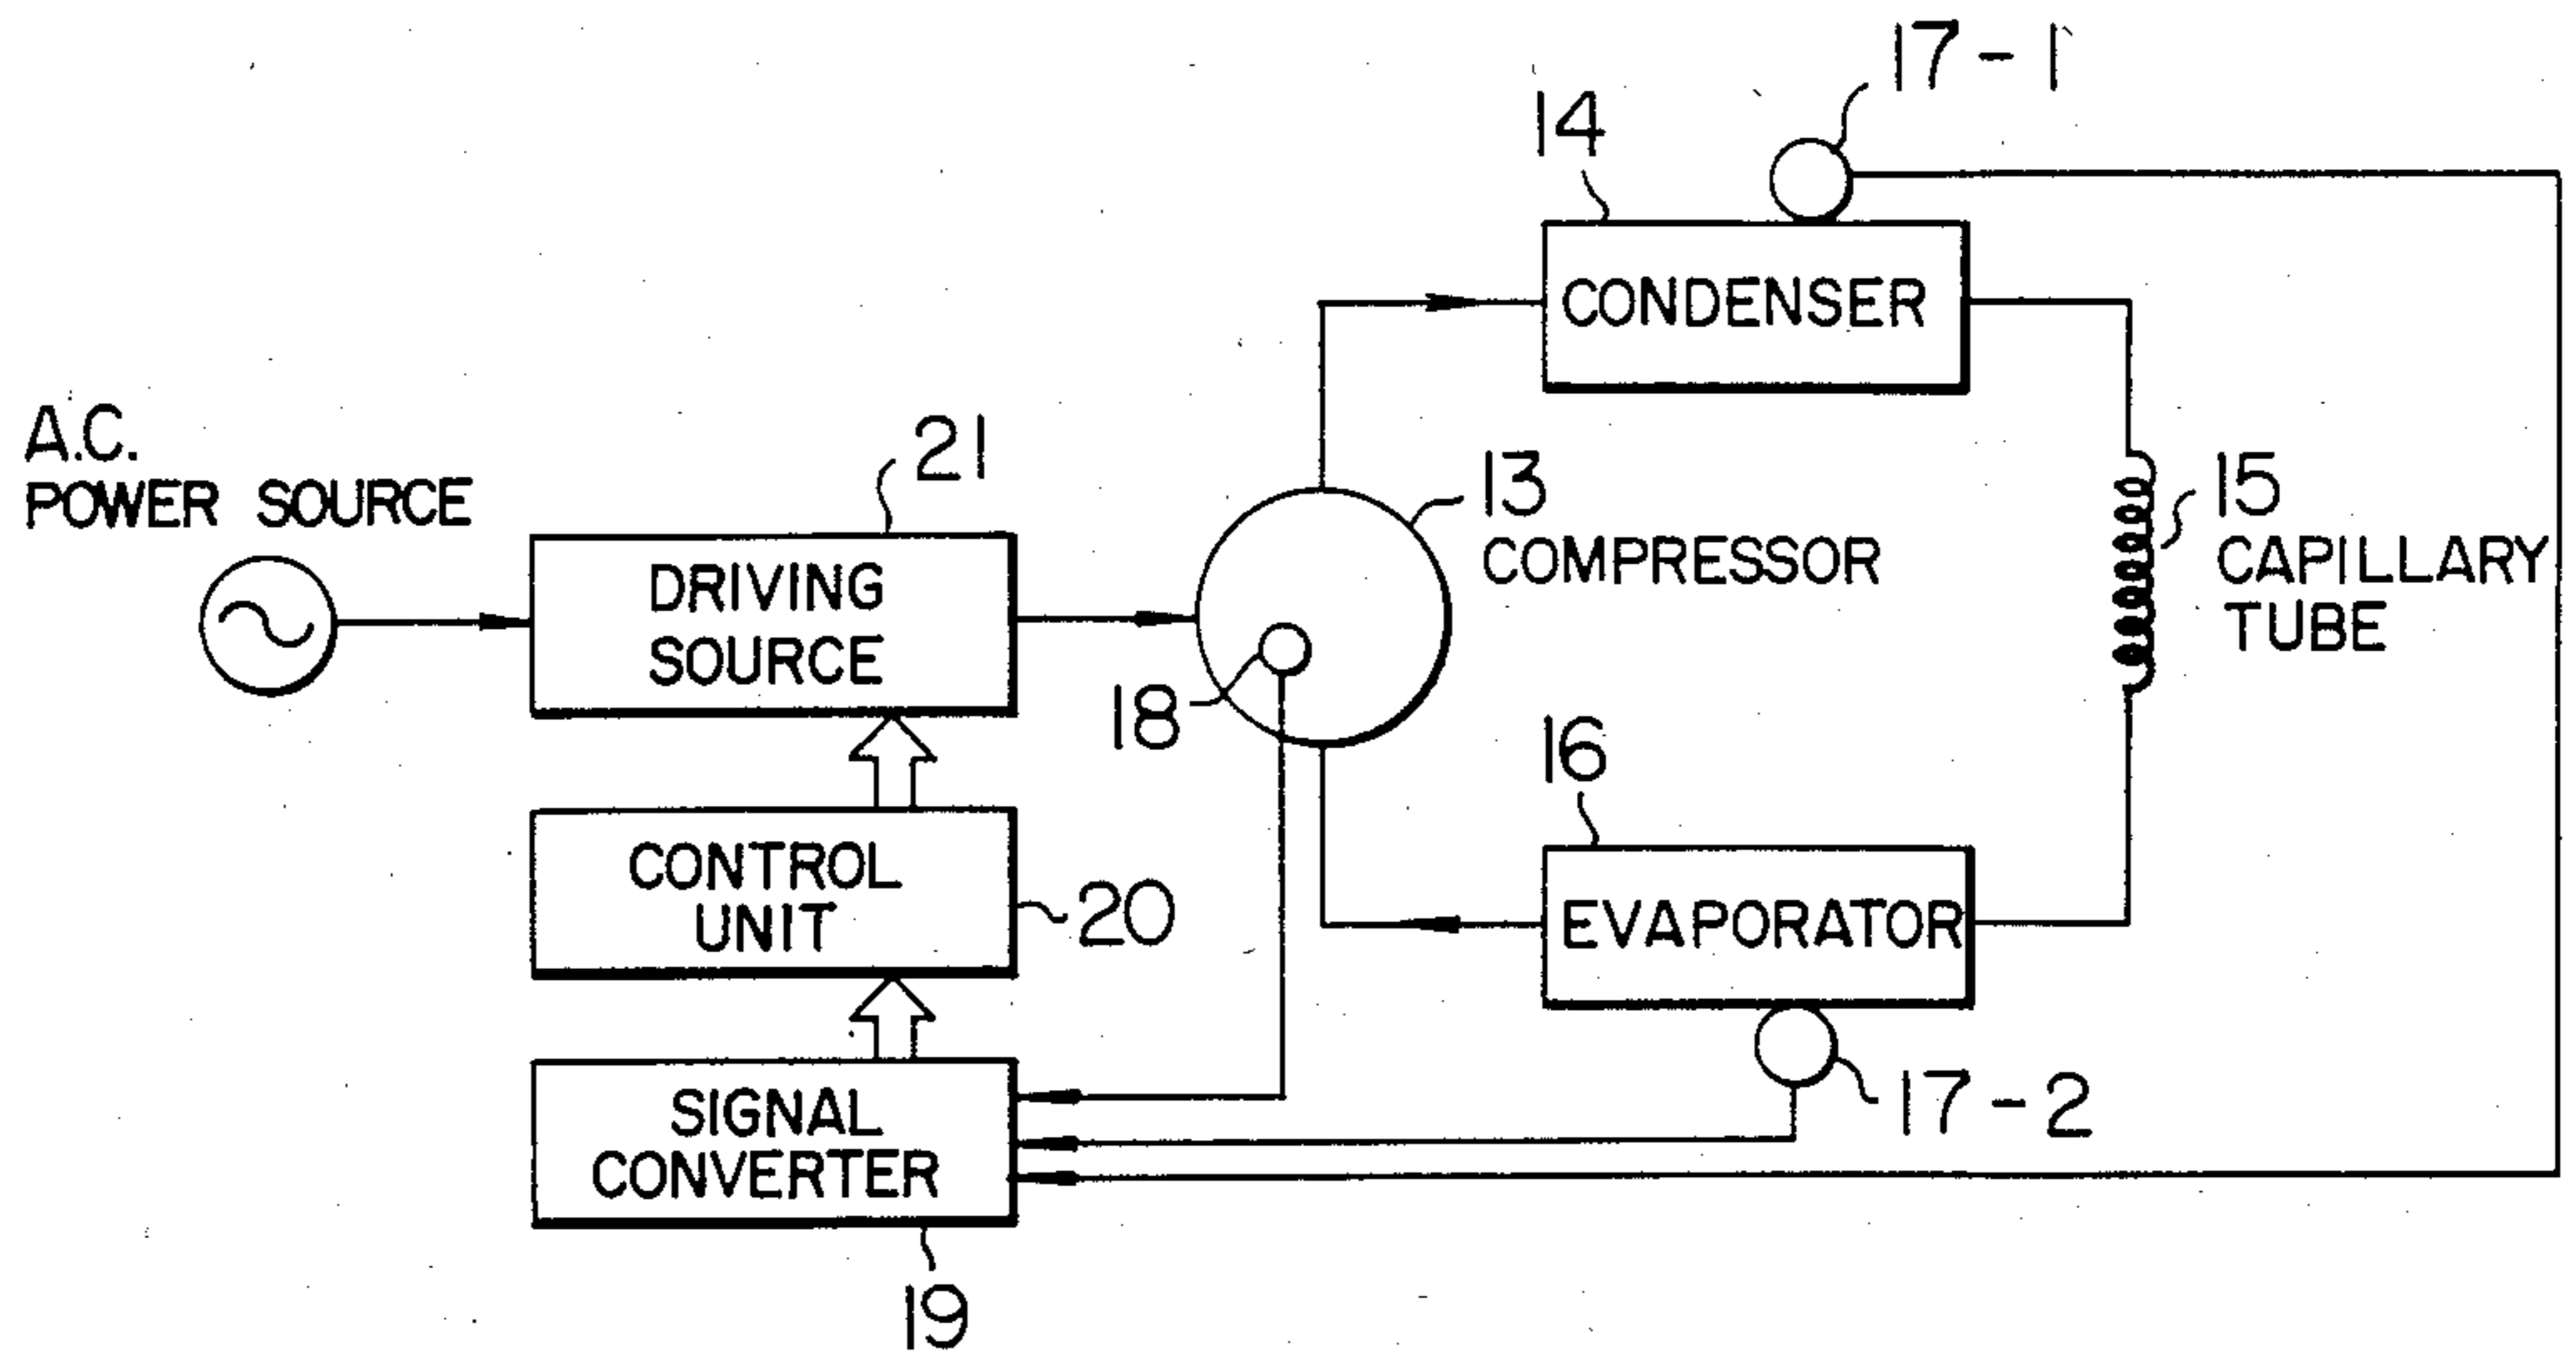 17-1
14
CONDENSER
A.C.
POWER SOURCE
21
DRIVING
SOURCE
13
COMPRESSOR
15
CAPILLARY
TUBE
18
16
EVAPORATOR
CONTROL
UNIT
20
17-2
SIGNAL
CONVERTER
19